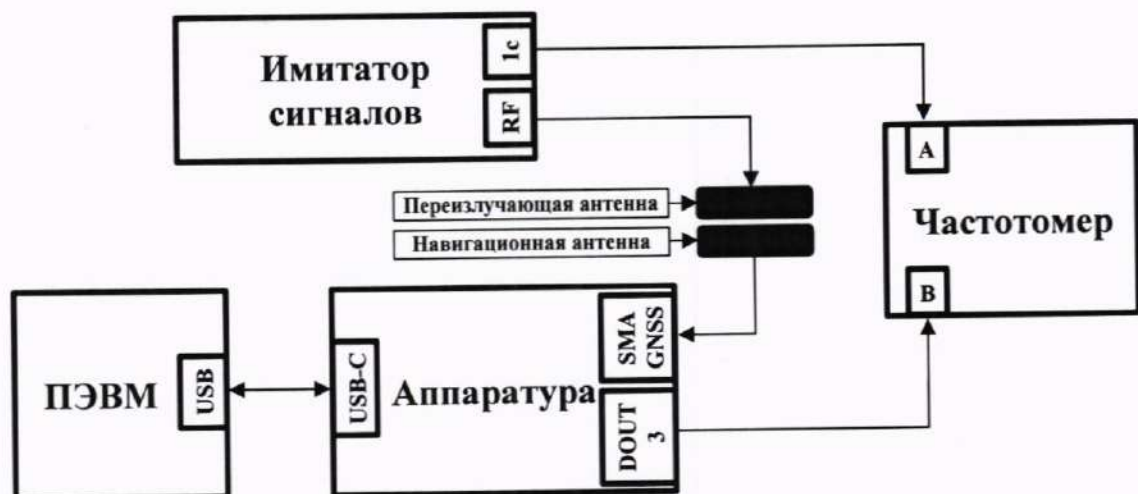 Имитатор
сигналов
1с
RF
A
Частотомер
B
Переизлучающая антенна
Навигационная антенна
ПЭВМ
USB
USB-C
Аппаратура
SMA
GNSS
DOUT
3